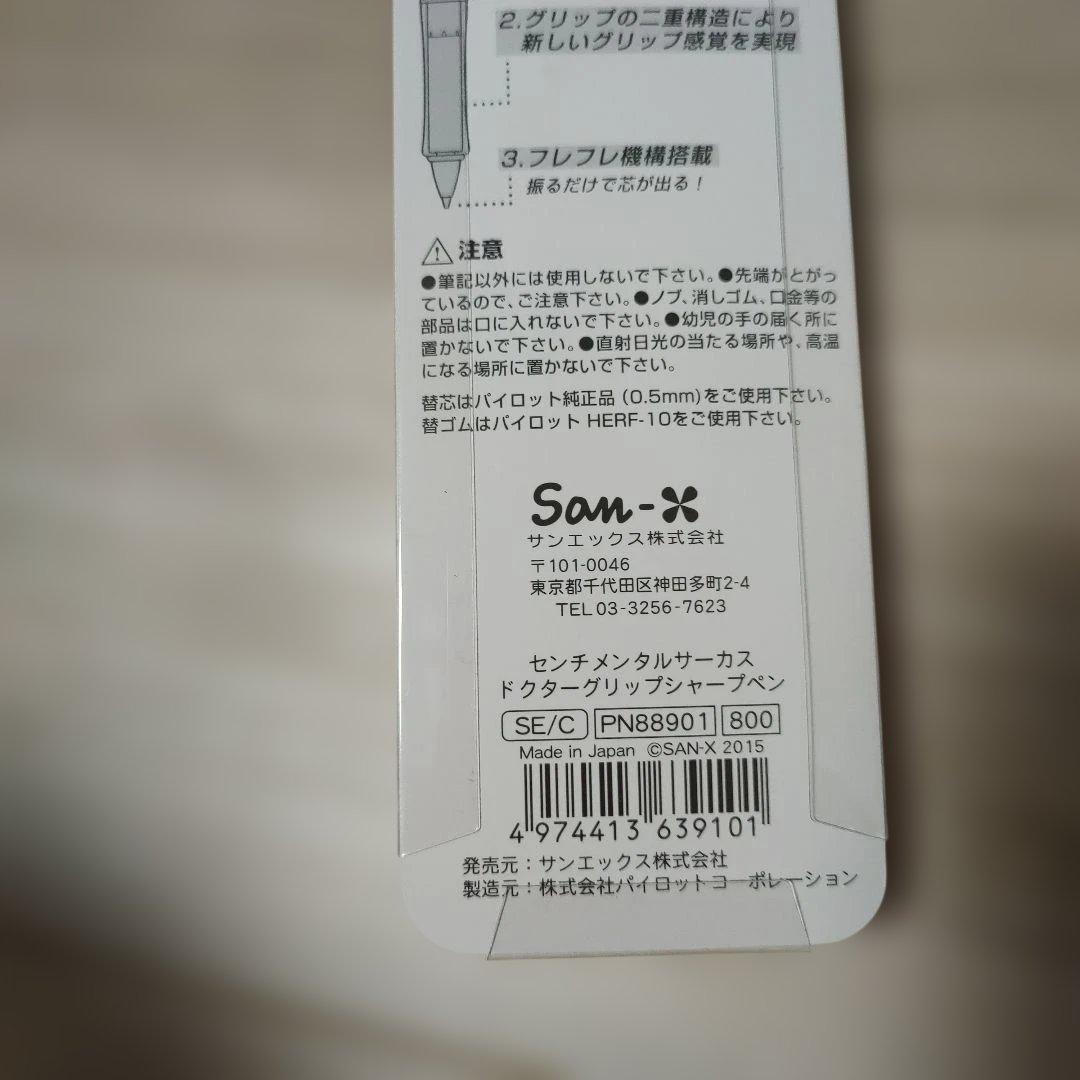 2.グリップの二重構造により
新しいグリップ感覚を実現
3.フレフレ機構搭載
振るだけで芯が出る！
注意
●筆記以外には使用しないで下さい。●先端がとがっ
ているので、ご注意下さい。●ノブ、消しゴム、口金等の
部品は口に入れないで下さい。●幼児の手の届く所に
置かないで下さい。●直射日光の当たる場所や、高温
になる場所に置かないで下さい。
替芯はパイロット純正品（0.5mm）をご使用下さい。
替ゴムはパイロット HERF-10をご使用下さい。
San-X
サンエックス株式会社
〒101-0046
東京都千代田区神田多町2-4
TEL 03-3256-7623
センチメンタルサーカス
ドクターグリップシャープペン
SE/C PN88901 800
Made in Japan ©SAN-X 2015
4 974413 639101
発売元：サンエックス株式会社
製造元：株式会社パイロットコーポレーション